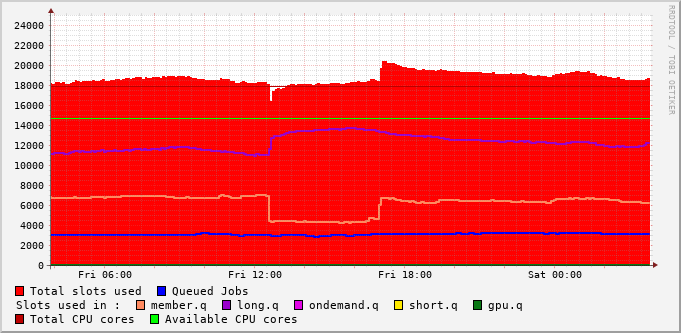 RRDTOOL / TOBI OETIKER
24000
22000
20000
18000
16000
14000
12000
10000
8000
6000
4000
2000
0
Fri 06:00 Fri 12:00 Fri 18:00 Sat 00:00
Total slots used Queued Jobs
Slots used in : member.q long.q ondemand.q short.q gpu.q
Total CPU cores Available CPU cores